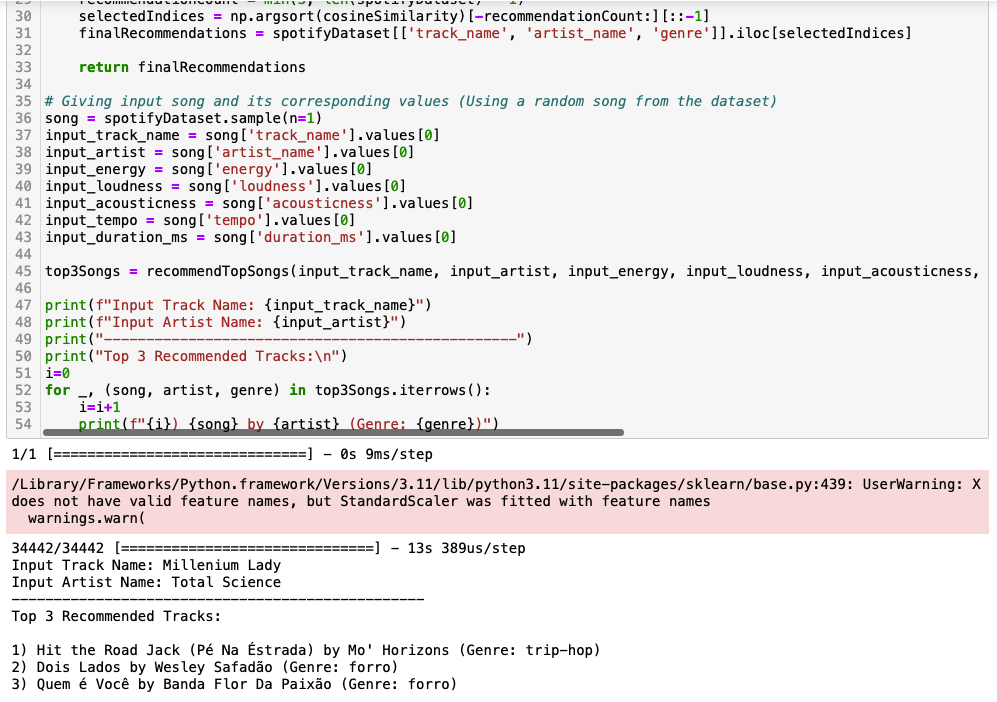 29     recommendationCount = min(3, len(spotifyDataset) - 1)
30     selectedIndices = np.argsort(cosineSimilarity)[-recommendationCount:][::-1]
31     finalRecommendations = spotifyDataset[['track_name', 'artist_name', 'genre']].iloc[selectedIndices]
32
33     return finalRecommendations
34
35 # Giving input song and its corresponding values (Using a random song from the dataset)
36 song = spotifyDataset.sample(n=1)
37 input_track_name = song['track_name'].values[0]
38 input_artist = song['artist_name'].values[0]
39 input_energy = song['energy'].values[0]
40 input_loudness = song['loudness'].values[0]
41 input_acousticness = song['acousticness'].values[0]
42 input_tempo = song['tempo'].values[0]
43 input_duration_ms = song['duration_ms'].values[0]
44
45 top3Songs = recommendTopSongs(input_track_name, input_artist, input_energy, input_loudness, input_acousticness,
46
47 print(f"Input Track Name: {input_track_name}")
48 print(f"Input Artist Name: {input_artist}")
49 print("-------------------------------------------------")
50 print("Top 3 Recommended Tracks:\n")
51 i=0
52 for _, (song, artist, genre) in top3Songs.iterrows():
53     i=i+1
54     print(f"{i}) {song} by {artist} (Genre: {genre})")
1/1 [==============================] - 0s 9ms/step
/Library/Frameworks/Python.framework/Versions/3.11/lib/python3.11/site-packages/sklearn/base.py:439: UserWarning: X
does not have valid feature names, but StandardScaler was fitted with feature names
  warnings.warn(
34442/34442 [==============================] - 13s 389us/step
Input Track Name: Millenium Lady
Input Artist Name: Total Science
-------------------------------------------------
Top 3 Recommended Tracks:

1) Hit the Road Jack (Pé Na Éstrada) by Mo' Horizons (Genre: trip-hop)
2) Dois Lados by Wesley Safadão (Genre: forro)
3) Quem é Você by Banda Flor Da Paixão (Genre: forro)